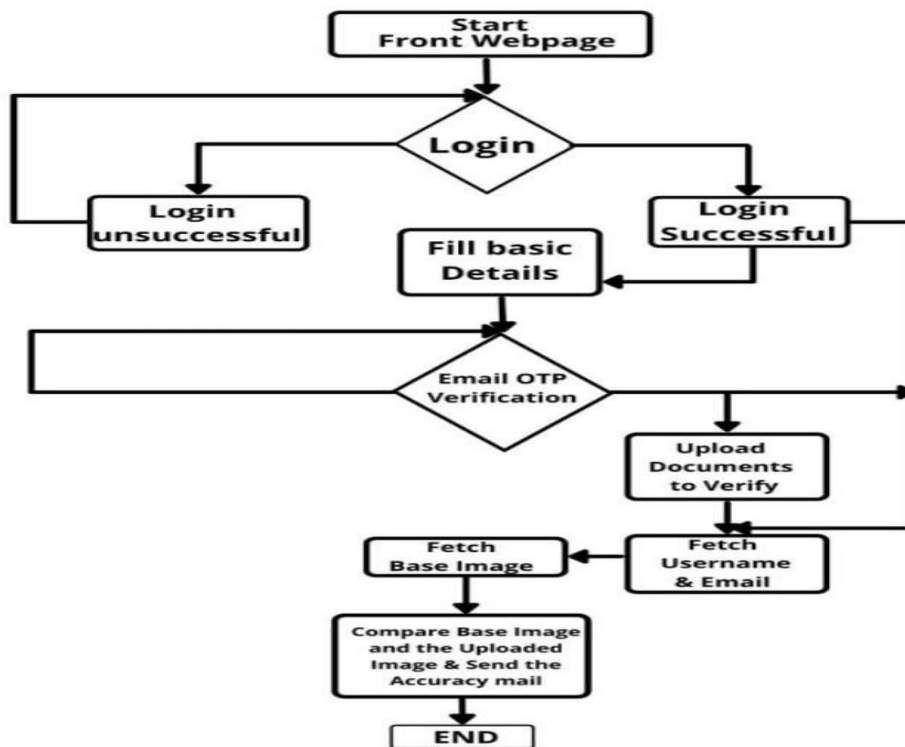 Start
Front Webpage
Login
Login
unsuccessful
Login
Successful
Fill basic
Details
Email OTP
Verification
Upload
Documents
to Verify
Fetch
Base Image
Fetch
Username
& Email
Compare Base Image
and the Uploaded
Image & Send the
Accuracy mail
END